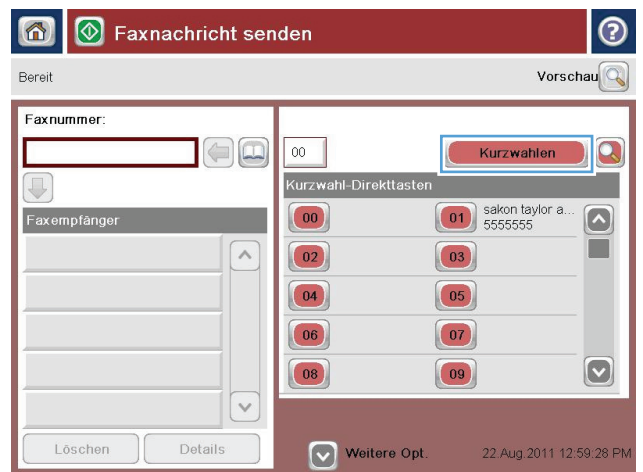 Faxnachricht senden
Bereit
Vorschau
Faxnummer:
Faxempfänger
Löschen
Details
00
Kurzwahlen
Kurzwahl-Direkttasten
00
01
sakon taylor a...
5555555
02
03
04
05
06
07
08
09
Weitere Opt.
22.Aug.2011 12:59:28 PM